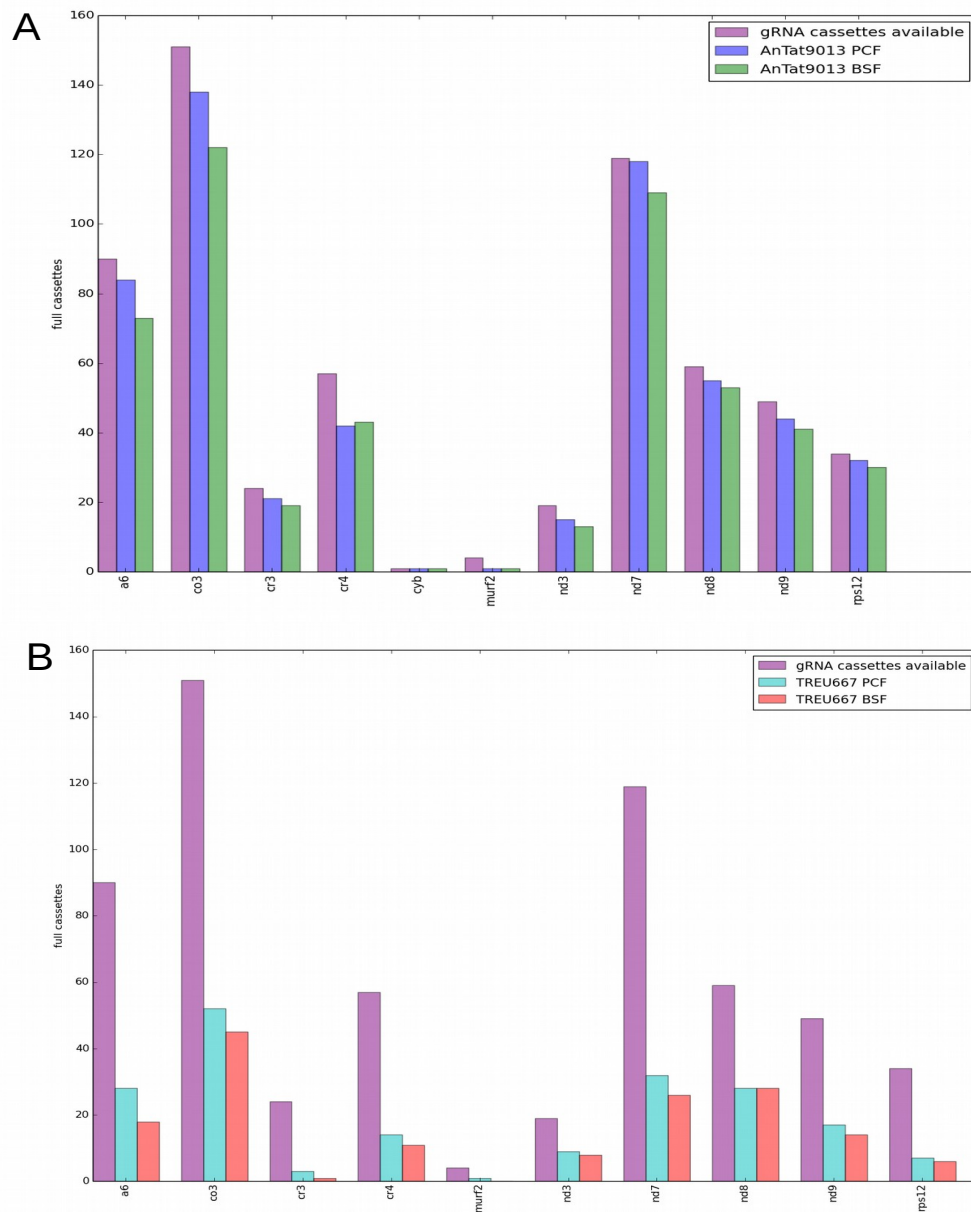 A
160
140
120
100
80
60
40
20
0
full cassettes
gRNA cassettes available
AnTat9013 PCF
AnTat9013 BSF
a6
co3
cr3
cr4
cyb
murf2
nd3
nd7
nd8
nd9
rps12
B
160
140
120
100
80
60
40
20
0
full cassettes
gRNA cassettes available
TREU667 PCF
TREU667 BSF
a6
co3
cr3
cr4
murf2
nd3
nd7
nd8
nd9
rps12